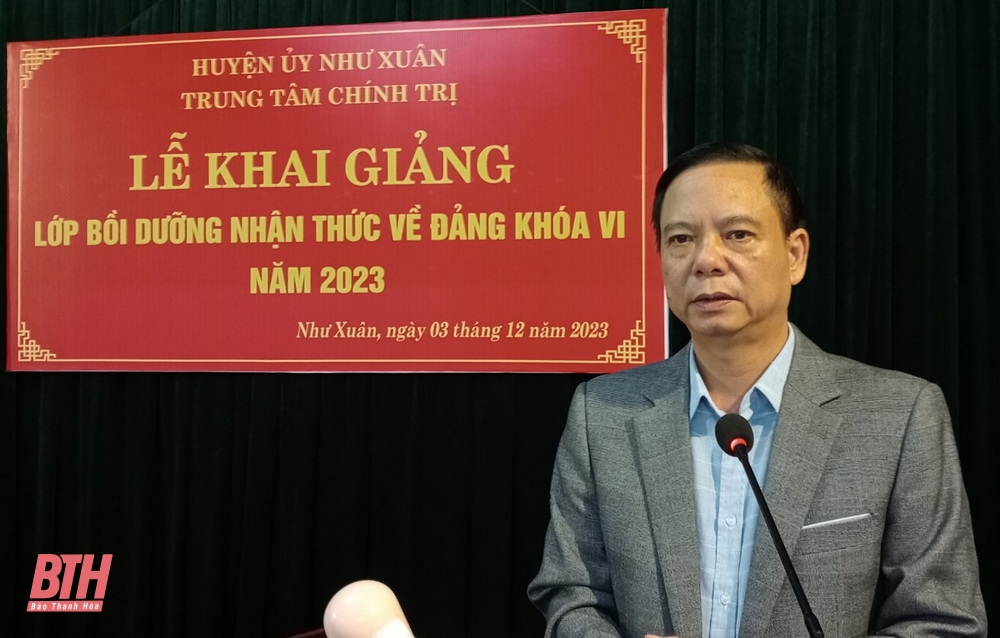 HUYỆN ỦY NHƯ XUÂN
TRUNG TÂM CHÍNH TRỊ
LỄ KHAI GIẢNG
LỚP BỒI DƯỠNG NHẬN THỨC VỀ ĐẢNG KHÓA VI
NĂM 2023
Như Xuân, ngày 03 tháng 12 năm 2023
BTH
Báo Thanh Hóa